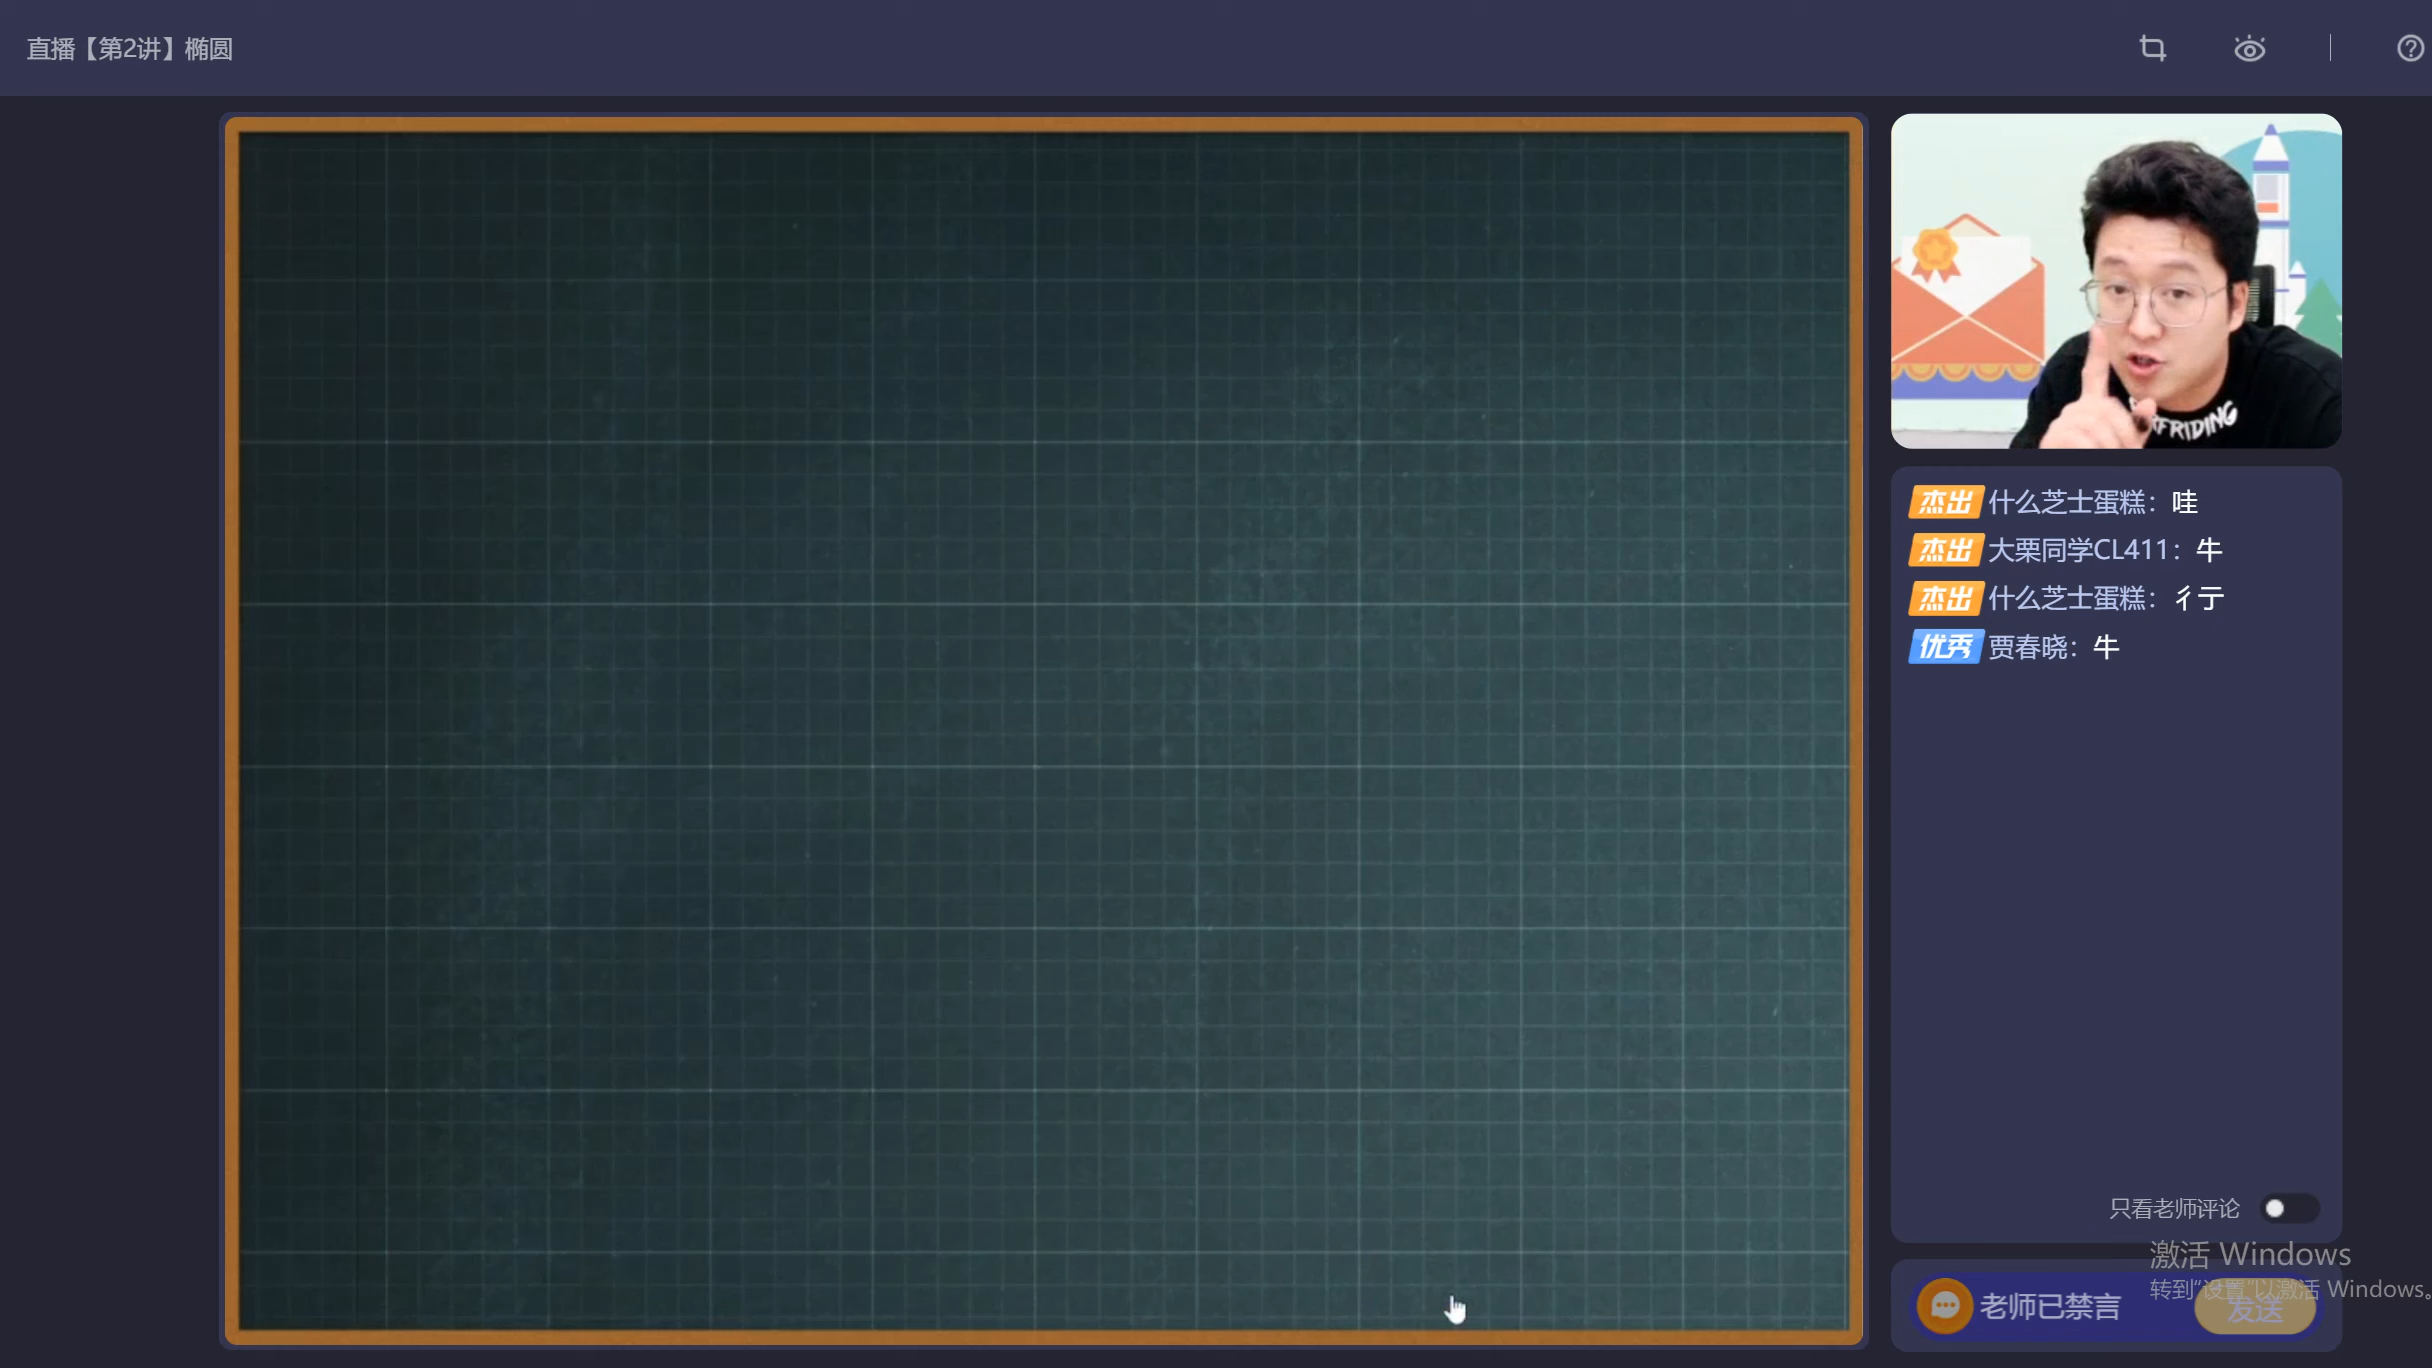 直播【第2讲】椭圆
FRIDING
杰出 什么芝士蛋糕：哇
杰出 大栗同学CL411：牛
杰出 什么芝士蛋糕：彳亍
优秀 贾春晓：牛
只看老师评论
激活 Windows
转到"设置"以激活 Windows。
老师已禁言
发送